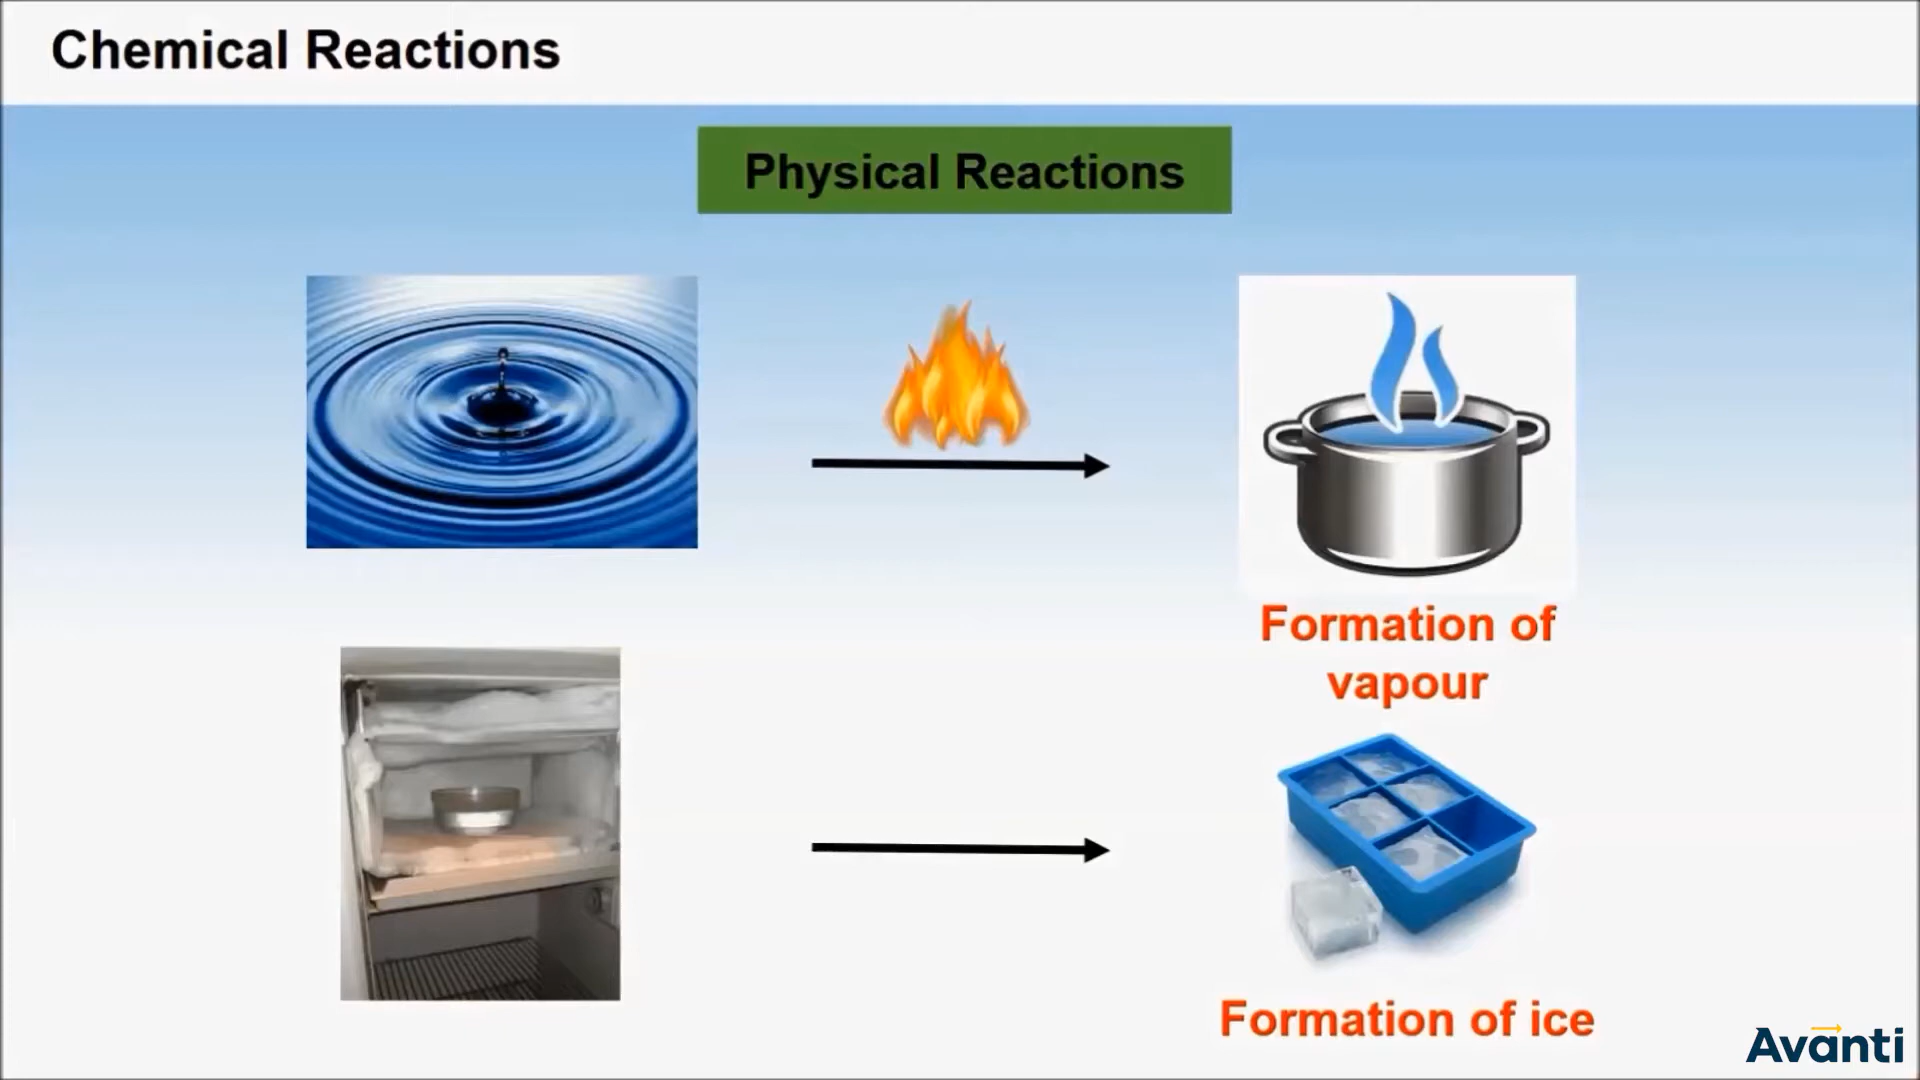 Chemical Reactions
Physical Reactions
Formation of
vapour
Formation of ice
Avanti